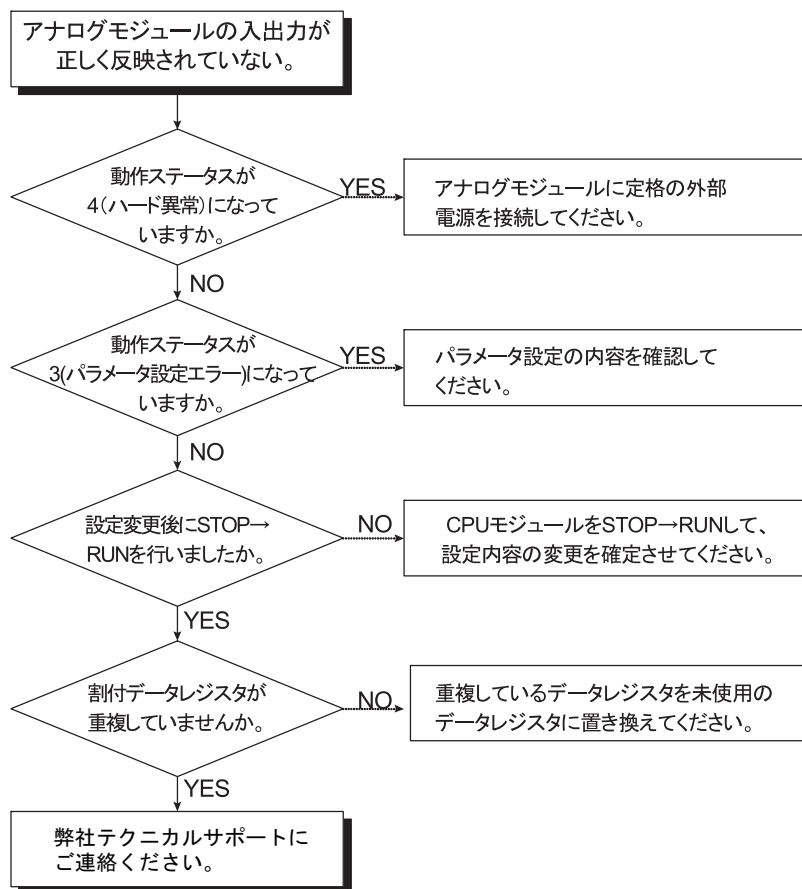 アナログモジュールの入出力が
正しく反映されていない。
動作ステータスが
4(ハード異常)になって
いますか。
YES
アナログモジュールに定格の外部
電源を接続してください。
NO
動作ステータスが
3(パラメータ設定エラー)になって
いますか。
YES
パラメータ設定の内容を確認して
ください。
NO
設定変更後にSTOP→
RUNを行いましたか。
NO
CPUモジュールをSTOP→RUNして、
設定内容の変更を確定させてください。
YES
割付データレジスタが
重複していませんか。
NO
重複しているデータレジスタを未使用の
データレジスタに置き換えてください。
YES
弊社テクニカルサポートに
ご連絡ください。